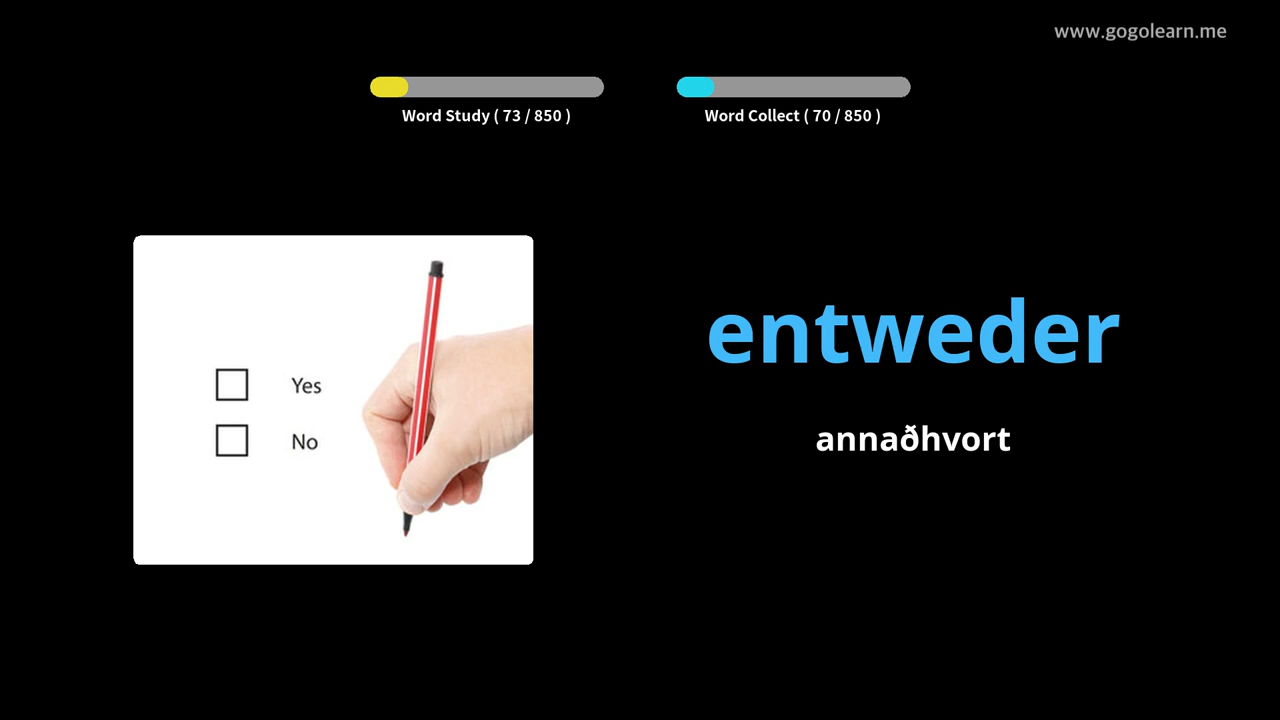 www.gogolearn.me
Word Study ( 73 / 850 )
Word Collect ( 70 / 850 )
Yes
No
entweder
annaðhvort